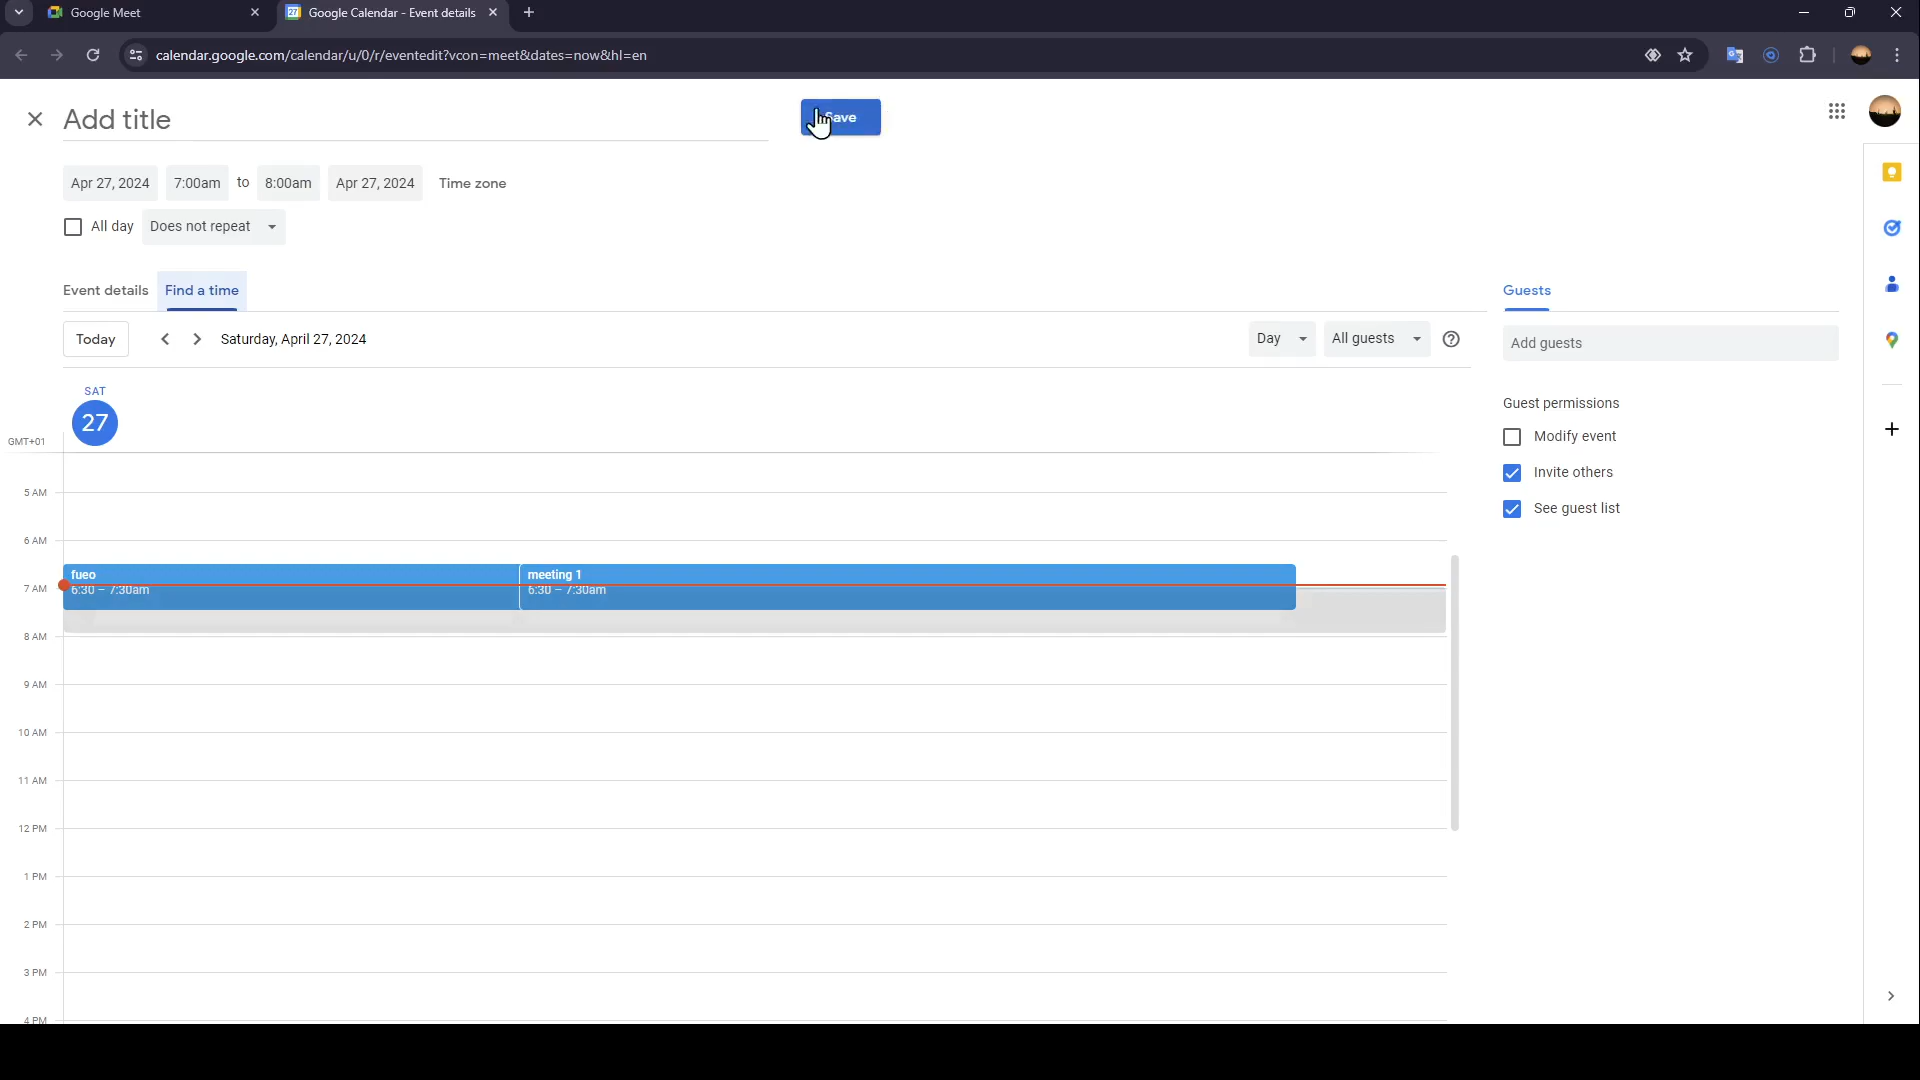 Google Meet
Google Calendar - Event details
calendar.google.com/calendar/u/0/r/eventedit?vcon=meet&dates=now&hl=en
Add title
Save
Apr 27, 2024 7:00am to 8:00am Apr 27, 2024 Time zone
All day Does not repeat
Event details Find a time
Guests
Today Saturday, April 27, 2024 Day All guests
Add guests
SAT
27
GMT+01
Guest permissions
Modify event
Invite others
See guest list
5 AM
6 AM
fueo
6:30 – 7:30am
meeting 1
6:30 – 7:30am
7 AM
8 AM
9 AM
10 AM
11 AM
12 PM
1 PM
2 PM
3 PM
4 PM